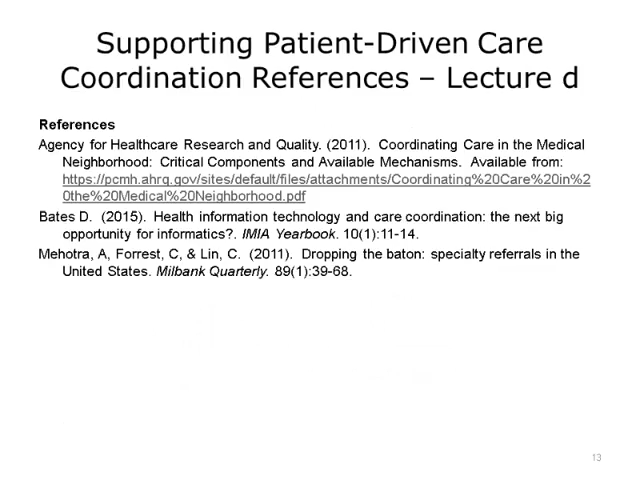 Supporting Patient-Driven Care
Coordination References – Lecture d
References
Agency for Healthcare Research and Quality. (2011). Coordinating Care in the Medical
Neighborhood: Critical Components and Available Mechanisms. Available from:
https://pcmh.ahrq.gov/sites/default/files/attachments/Coordinating%20Care%20in%2
0the%20Medical%20Neighborhood.pdf
Bates D. (2015). Health information technology and care coordination: the next big
opportunity for informatics?. IMIA Yearbook. 10(1):11-14.
Mehotra, A, Forrest, C, & Lin, C. (2011). Dropping the baton: specialty referrals in the
United States. Milbank Quarterly. 89(1):39-68.
13